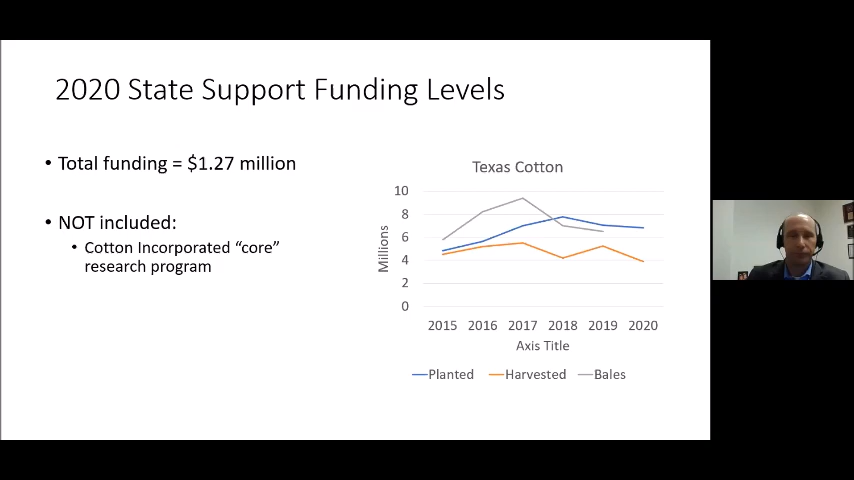 2020 State Support Funding Levels
• Total funding = $1.27 million
• NOT included:
• Cotton Incorporated “core”
research program
Texas Cotton
10
8
6
4
2
0
Millions
2015 2016 2017 2018 2019 2020
Axis Title
Planted Harvested Bales